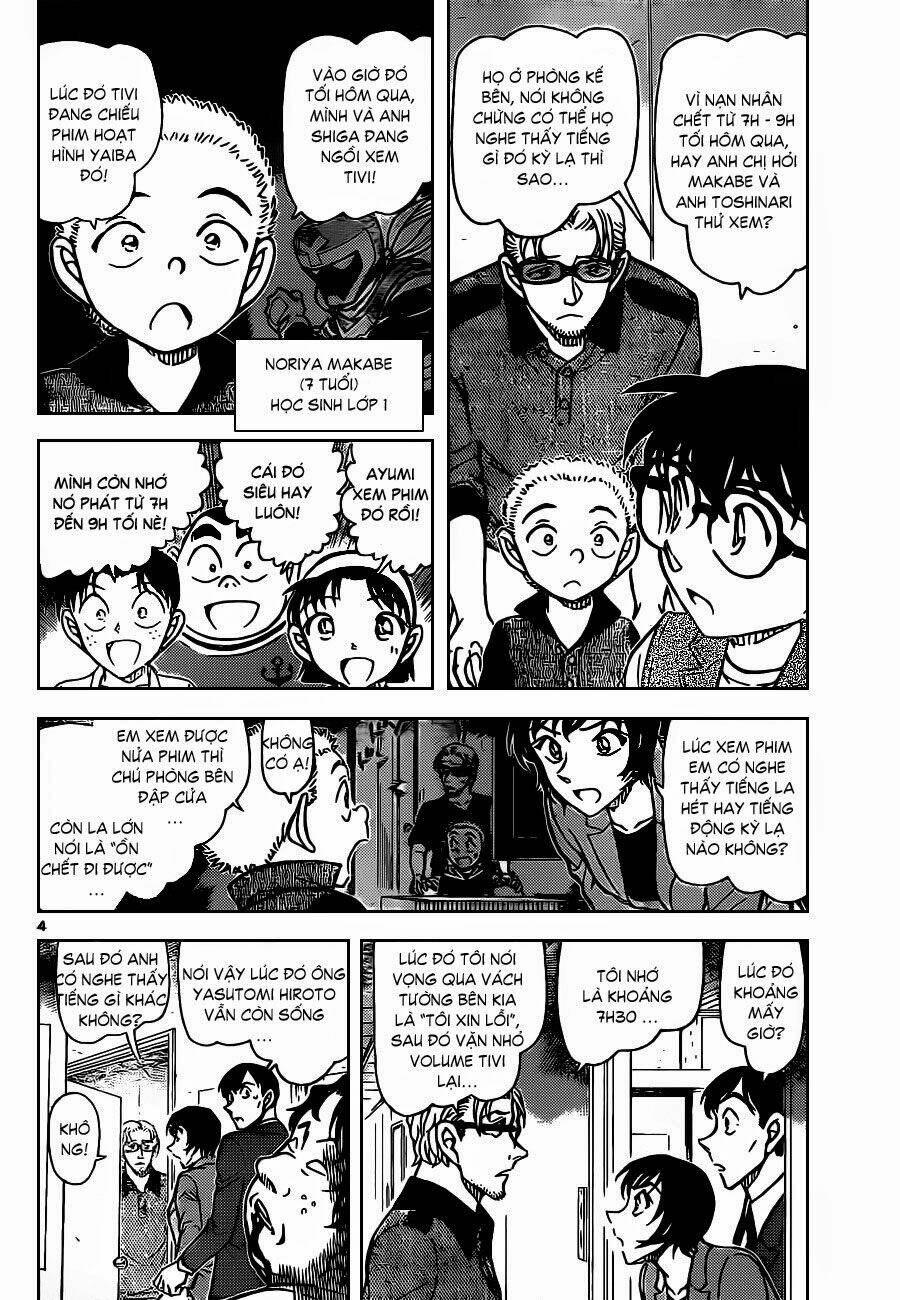 VÌ NẠN NHÂN
CHẾT TỪ 7H - 9H
TỐI HÔM QUA,
HAY ANH CHỊ HỎI
MAKABE VÀ
ANH TOSHINARI
THỬ XEM?
HỌ Ở PHÒNG KẾ
BÊN, NÓI KHÔNG
CHỪNG CÓ THỂ HỌ
NGHE THẤY TIẾNG
GÌ ĐÓ KỲ LẠ THÌ
SAO...
VÀO GIỜ ĐÓ
TỐI HÔM QUA,
MÌNH VÀ ANH
SHIGA ĐANG
NGỒI XEM
TIVI!
LÚC ĐÓ TIVI
ĐANG CHIẾU
PHIM HOẠT
HÌNH YAIBA
ĐÓ!
NORIYA MAKABE
(7 TUỔI)
HỌC SINH LỚP 1
AYUMI
XEM PHIM
ĐÓ RỒI!
CÁI ĐÓ
SIÊU HAY
LUÔN!
MÌNH CÒN NHỚ
NÓ PHÁT TỪ 7H
ĐẾN 9H TỐI NÈ!
LÚC XEM PHIM
EM CÓ NGHE
THẤY TIẾNG LA
HÉT HAY TIẾNG
ĐỘNG KỲ LẠ
NÀO KHÔNG?
KHÔNG
CÓ Ạ!
EM XEM ĐƯỢC
NỬA PHIM THÌ
CHÚ PHÒNG BÊN
ĐẬP CỬA
...
CÒN LA LỚN
NÓI LÀ "ỒN
CHẾT ĐI ĐƯỢC"
...
4
LÚC ĐÓ
KHOẢNG
MẤY
GIỜ?
TÔI NHỚ
LÀ KHOẢNG
7H30 ...
LÚC ĐÓ TÔI NÓI
VỌNG QUA VÁCH
TƯỜNG BÊN KIA
LÀ "TÔI XIN LỖI",
SAU ĐÓ VẶN NHỎ
VOLUME TIVI
LẠI...
NÓI VẬY LÚC ĐÓ ÔNG
YASUTOMI HIROTO
VẪN CÒN SỐNG
...
SAU ĐÓ ANH
CÓ NGHE THẤY
TIẾNG GÌ KHÁC
KHÔNG?
KHÔ
NG!